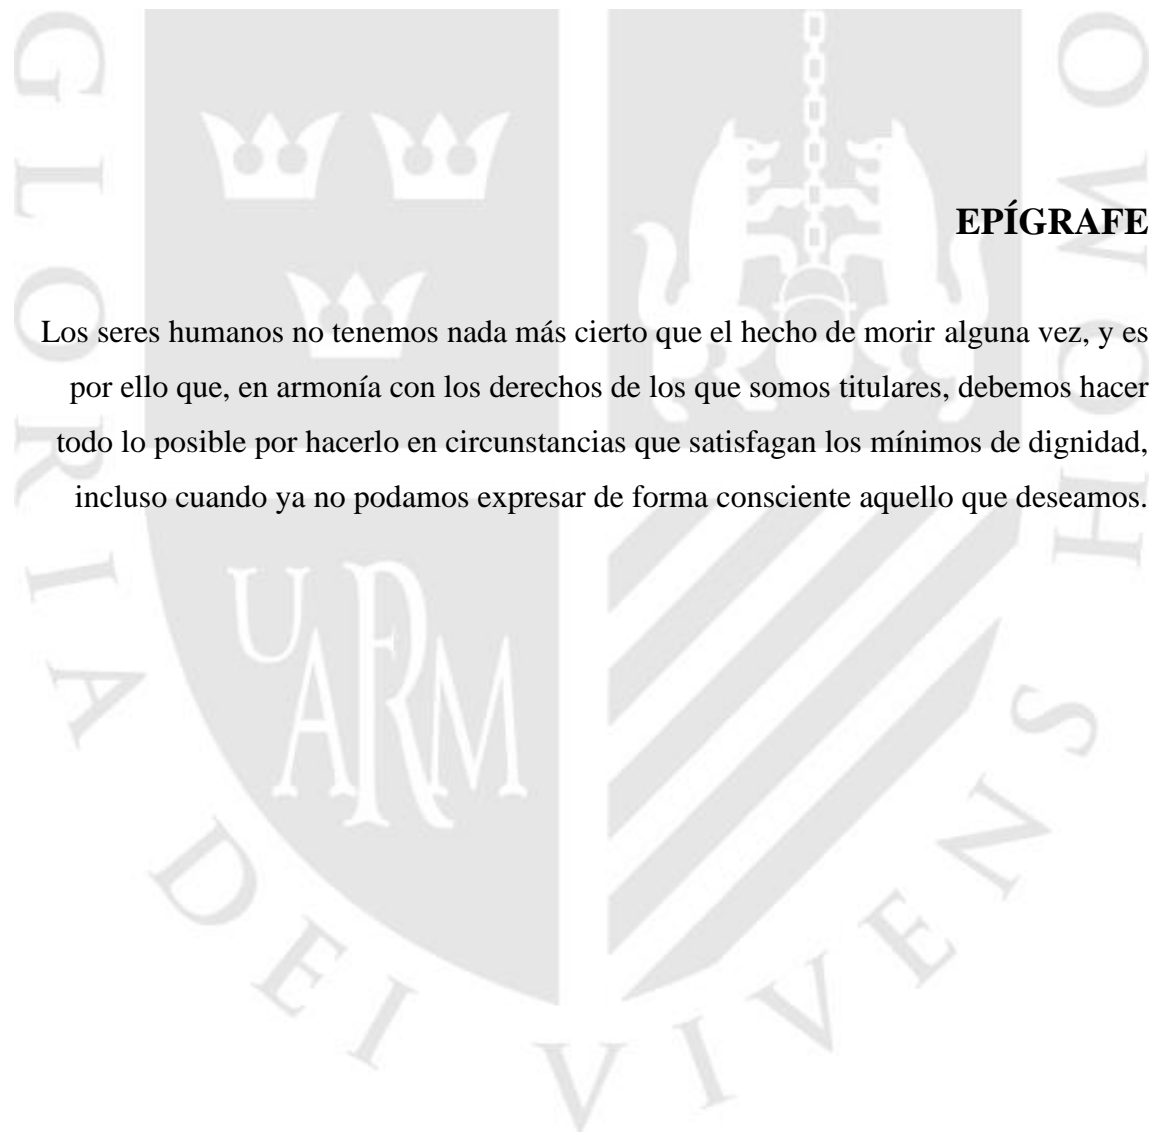 EPÍGRAFE
Los seres humanos no tenemos nada más cierto que el hecho de morir alguna vez, y es
por ello que, en armonía con los derechos de los que somos titulares, debemos hacer
todo lo posible por hacerlo en circunstancias que satisfagan los mínimos de dignidad,
incluso cuando ya no podamos expresar de forma consciente aquello que deseamos.
GLORIA DEI VIVENS HOMO
UARM